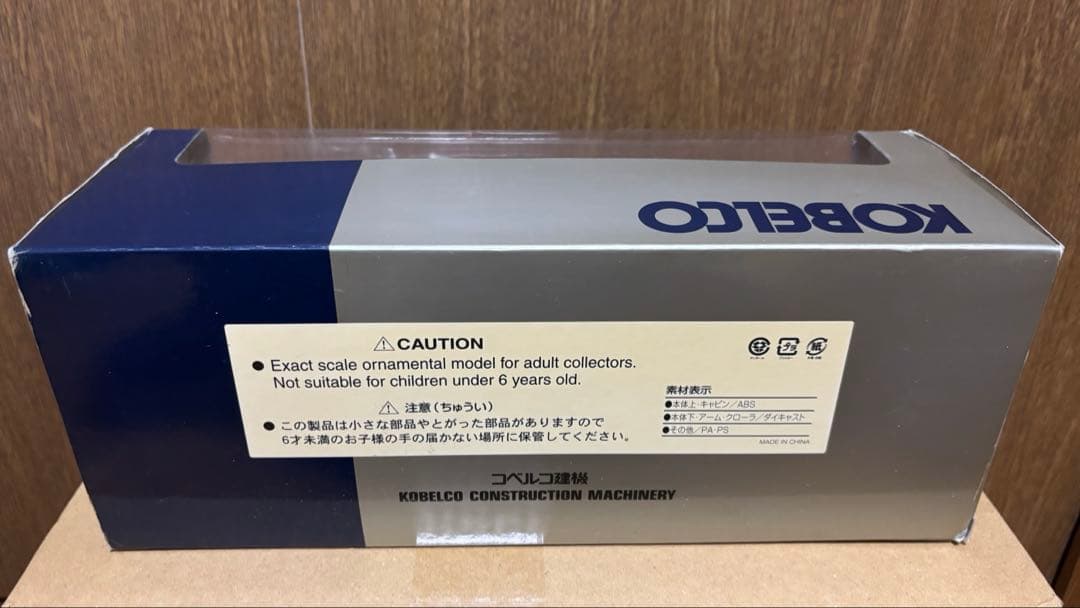 KOBELCO
⚠CAUTION
● Exact scale ornamental model for adult collectors.
Not suitable for children under 6 years old.
⚠ 注意(ちゅうい)
● この製品は小さな部品やとがった部品がありますので
6才未満のお子様の手の届かない場所に保管してください。
プラ 紙
素材表示
●本体上・キャビン/ABS
●本体下・アーム・クローラ/ダイキャスト
●その他/PA・PS
MADE IN CHINA
コベルコ建機
KOBELCO CONSTRUCTION MACHINERY